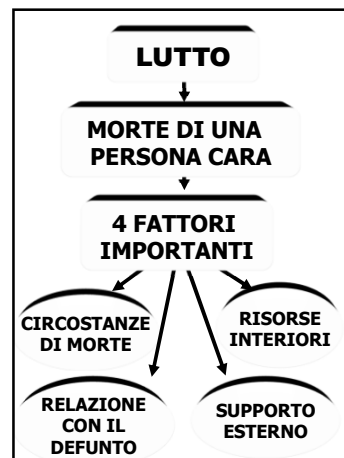 LUTTO
MORTE DI UNA
PERSONA CARA
4 FATTORI
IMPORTANTI
CIRCOSTANZE
DI MORTE
RISORSE
INTERIORI
RELAZIONE
CON IL
DEFUNTO
SUPPORTO
ESTERNO